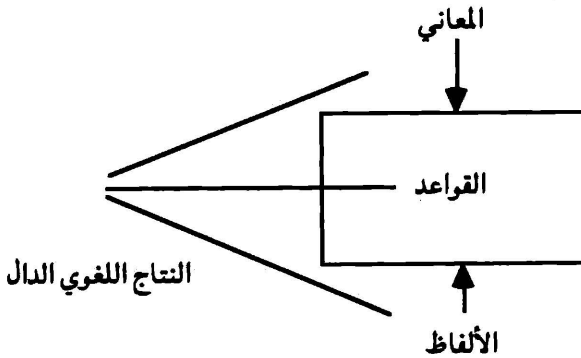 المعاني
القواعد
النتاج اللغوي الدال
الألفاظ